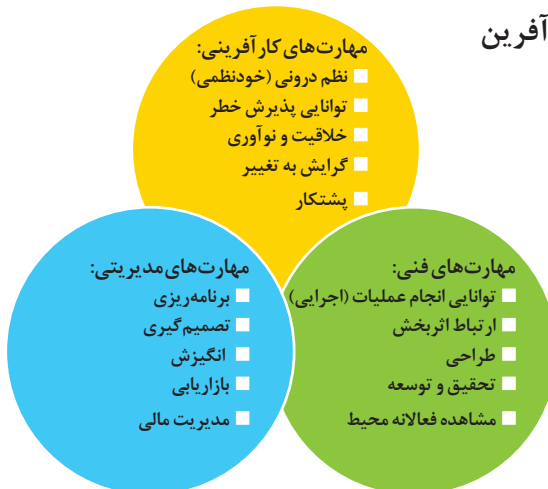 آفرین
مهارت‌های کارآفرینی:
نظم درونی (خودنظمی)
توانایی پذیرش خطر
خلاقیت و نوآوری
گرایش به تغییر
پشتکار
مهارت‌های فنی:
توانایی انجام عملیات (اجرایی)
ارتباط اثربخش
طراحی
تحقیق و توسعه
مشاهده فعالانه محیط
مهارت‌های مدیریتی:
برنامه‌ریزی
تصمیم‌گیری
انگیزش
بازاریابی
مدیریت مالی